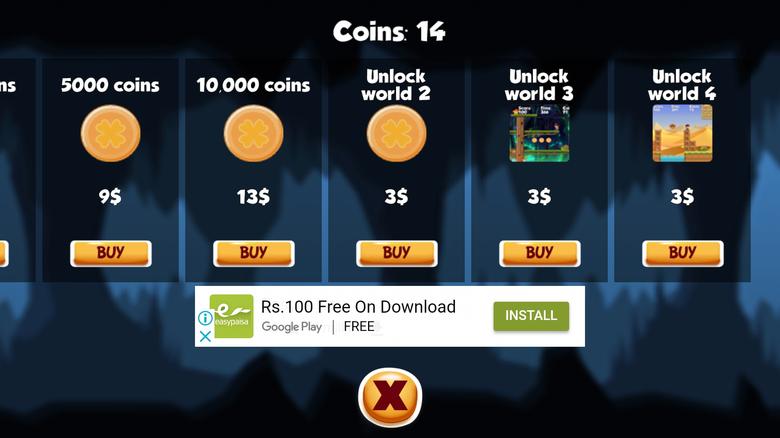 Coins: 14
ns
5000 coins
9$
BUY
10,000 coins
13$
BUY
Unlock
world 2
3$
BUY
Unlock
world 3
3$
BUY
Unlock
world 4
3$
BUY
easypaisa
Rs.100 Free On Download
Google Play | FREE
INSTALL
X